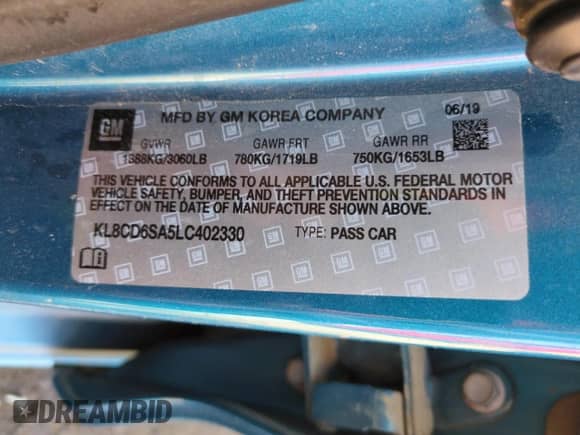 MFD BY GM KOREA COMPANY
06/19
GM
GVWR GAWR FRT GAWR RR
1388KG/3060LB 780KG/1719LB 750KG/1653LB
THIS VEHICLE CONFORMS TO ALL APPLICABLE U.S. FEDERAL MOTOR
VEHICLE SAFETY, BUMPER, AND THEFT PREVENTION STANDARDS
IN EFFECT ON THE DATE OF MANUFACTURE SHOWN ABOVE.
KL8CD6SA5LC402330 TYPE: PASS CAR
DREAMBID